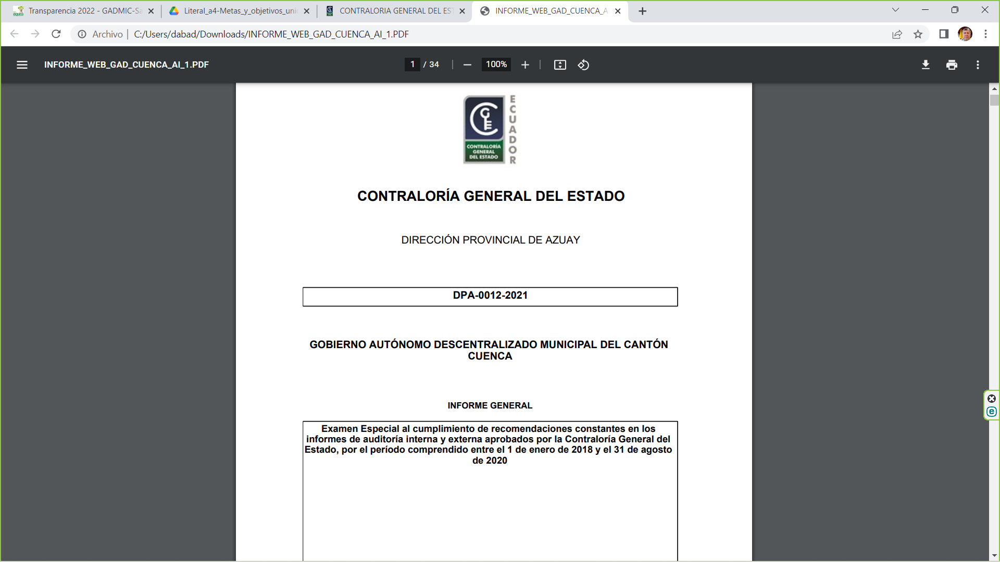 Transparencia 2022 - GADMIC-Sa
Literal_a4-Metas_y_objetivos_uni
CONTRALORIA GENERAL DEL EST
INFORME_WEB_GAD_CUENCA_A
Archivo
C:/Users/dabad/Downloads/INFORME_WEB_GAD_CUENCA_AI_1.PDF
INFORME_WEB_GAD_CUENCA_AI_1.PDF
1 / 34
100%
CGE
ECUADOR
CONTRALORÍA
GENERAL
DEL ESTADO
CONTRALORÍA GENERAL DEL ESTADO
DIRECCIÓN PROVINCIAL DE AZUAY
DPA-0012-2021
GOBIERNO AUTÓNOMO DESCENTRALIZADO MUNICIPAL DEL CANTÓN
CUENCA
INFORME GENERAL
Examen Especial al cumplimiento de recomendaciones constantes en los
informes de auditoría interna y externa aprobados por la Contraloría General del
Estado, por el período comprendido entre el 1 de enero de 2018 y el 31 de agosto
de 2020